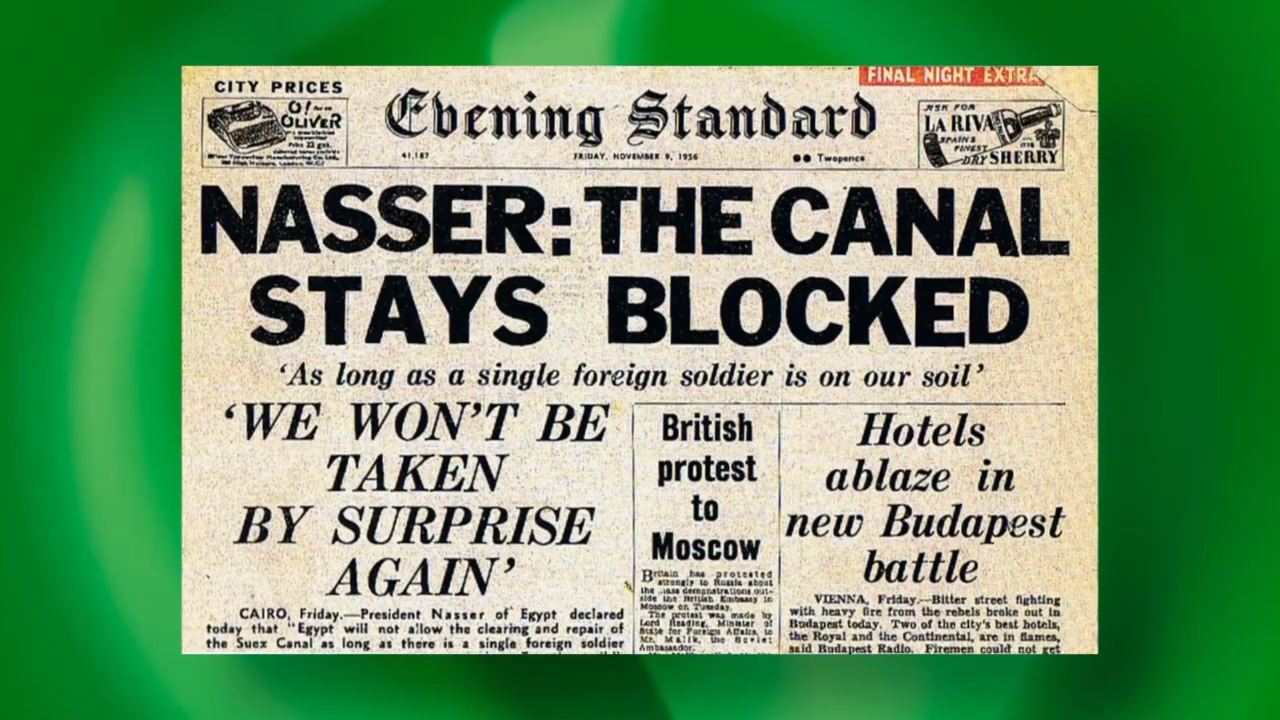 FINAL NIGHT EXTRA
CITY PRICES
O! for an
OLIVER
Price 22 gns.
Evening Standard
ASK FOR
LA RIVA
SPAIN'S
FINEST
DRY SHERRY
41,187
FRIDAY, NOVEMBER 9, 1956
Twopence
NASSER: THE CANAL
STAYS BLOCKED
'As long as a single foreign soldier is on our soil'
'WE WON'T BE
TAKEN
BY SURPRISE
AGAIN'
CAIRO, Friday.—President Nasser of Egypt declared
today that "Egypt will not allow the clearing and repair of
the Suez Canal as long as there is a single foreign soldier
British
protest
to
Moscow
Britain has protested
strongly to Russia about
the mass demonstrations out-
side the British Embassy in
Moscow on Tuesday.
The protest was made by
Lord Reading, Minister of
State for Foreign Affairs, to
Mr. Malik, the Soviet
Ambassador.
Hotels
ablaze in
new Budapest
battle
VIENNA, Friday.—Bitter street fighting
with heavy fire from the rebels broke out in
Budapest today. Two of the city's best hotels,
the Royal and the Continental, are in flames,
said Budapest Radio. Firemen could not get